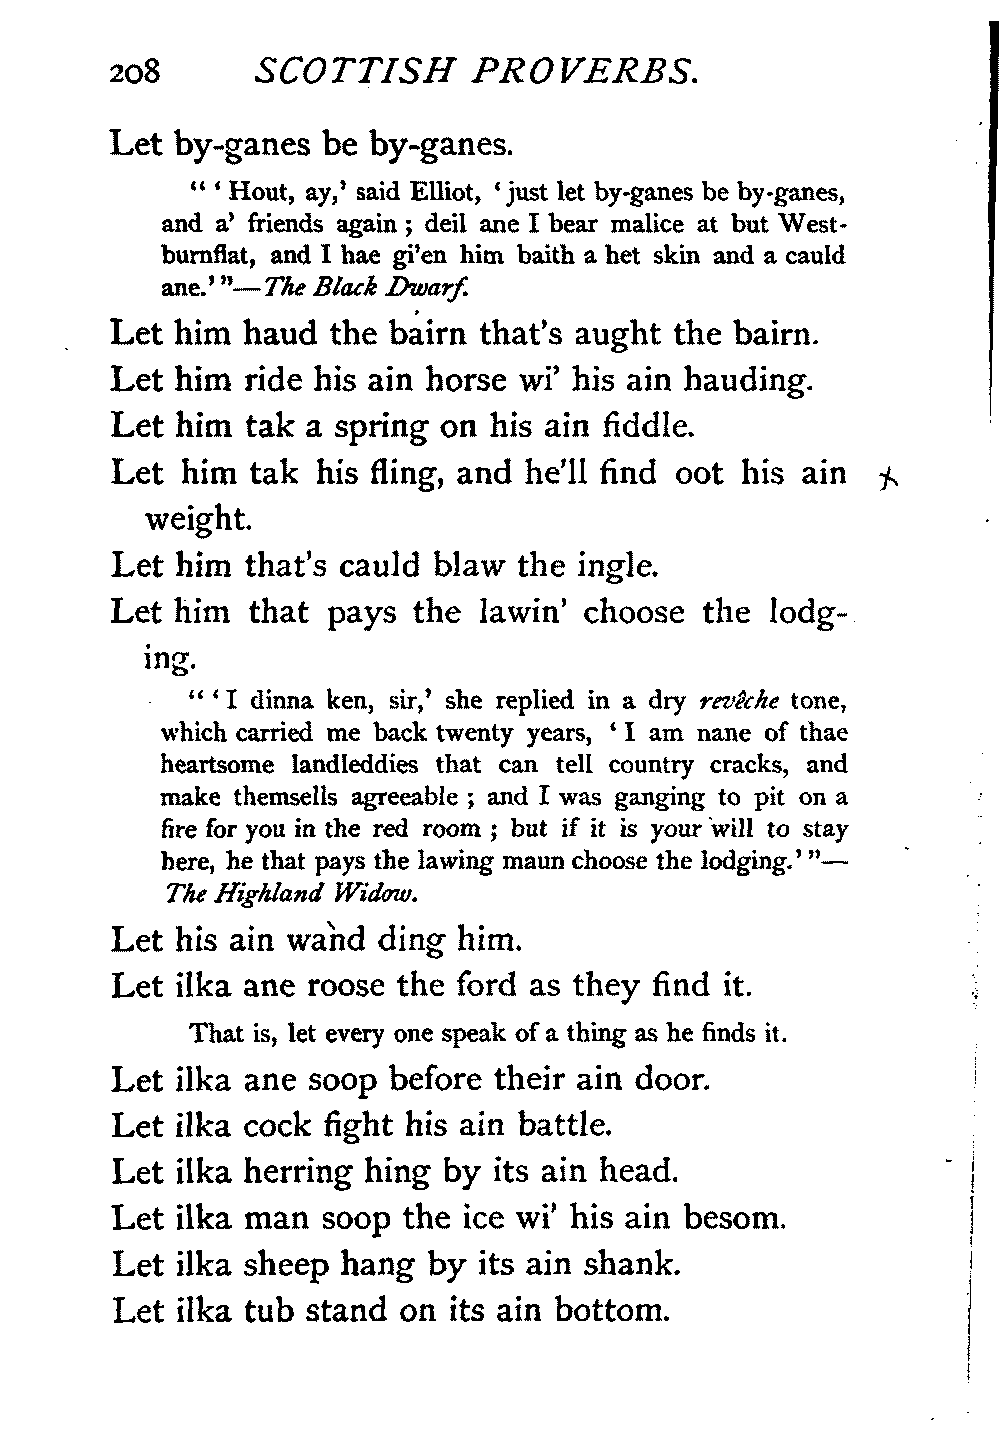 208 SCOTTISH PROVERBS.
Let by-ganes be by-ganes.
" ' Hout, ay,' said Elliot, ' just let by-ganes be by-ganes,
and a' friends again ; deil ane I bear malice at but West-
burnflat, and I hae gi'en him baith a het skin and a cauld
ane.' "—The Black Dwarf.
Let him haud the bairn that's aught the bairn.
Let him ride his ain horse wi' his ain hauding.
Let him tak a spring on his ain fiddle.
Let him tak his fling, and he'll find oot his ain
weight.
Let him that's cauld blaw the ingle.
Let him that pays the lawin' choose the lodg-
ing.
" ' I dinna ken, sir,' she replied in a dry revêche tone,
which carried me back twenty years, ' I am nane of thae
heartsome landleddies that can tell country cracks, and
make themsells agreeable ; and I was ganging to pit on a
fire for you in the red room ; but if it is your will to stay
here, he that pays the lawing maun choose the lodging.' "—
The Highland Widow.
Let his ain wand ding him.
Let ilka ane roose the ford as they find it.
That is, let every one speak of a thing as he finds it.
Let ilka ane soop before their ain door.
Let ilka cock fight his ain battle.
Let ilka herring hing by its ain head.
Let ilka man soop the ice wi' his ain besom.
Let ilka sheep hang by its ain shank.
Let ilka tub stand on its ain bottom.